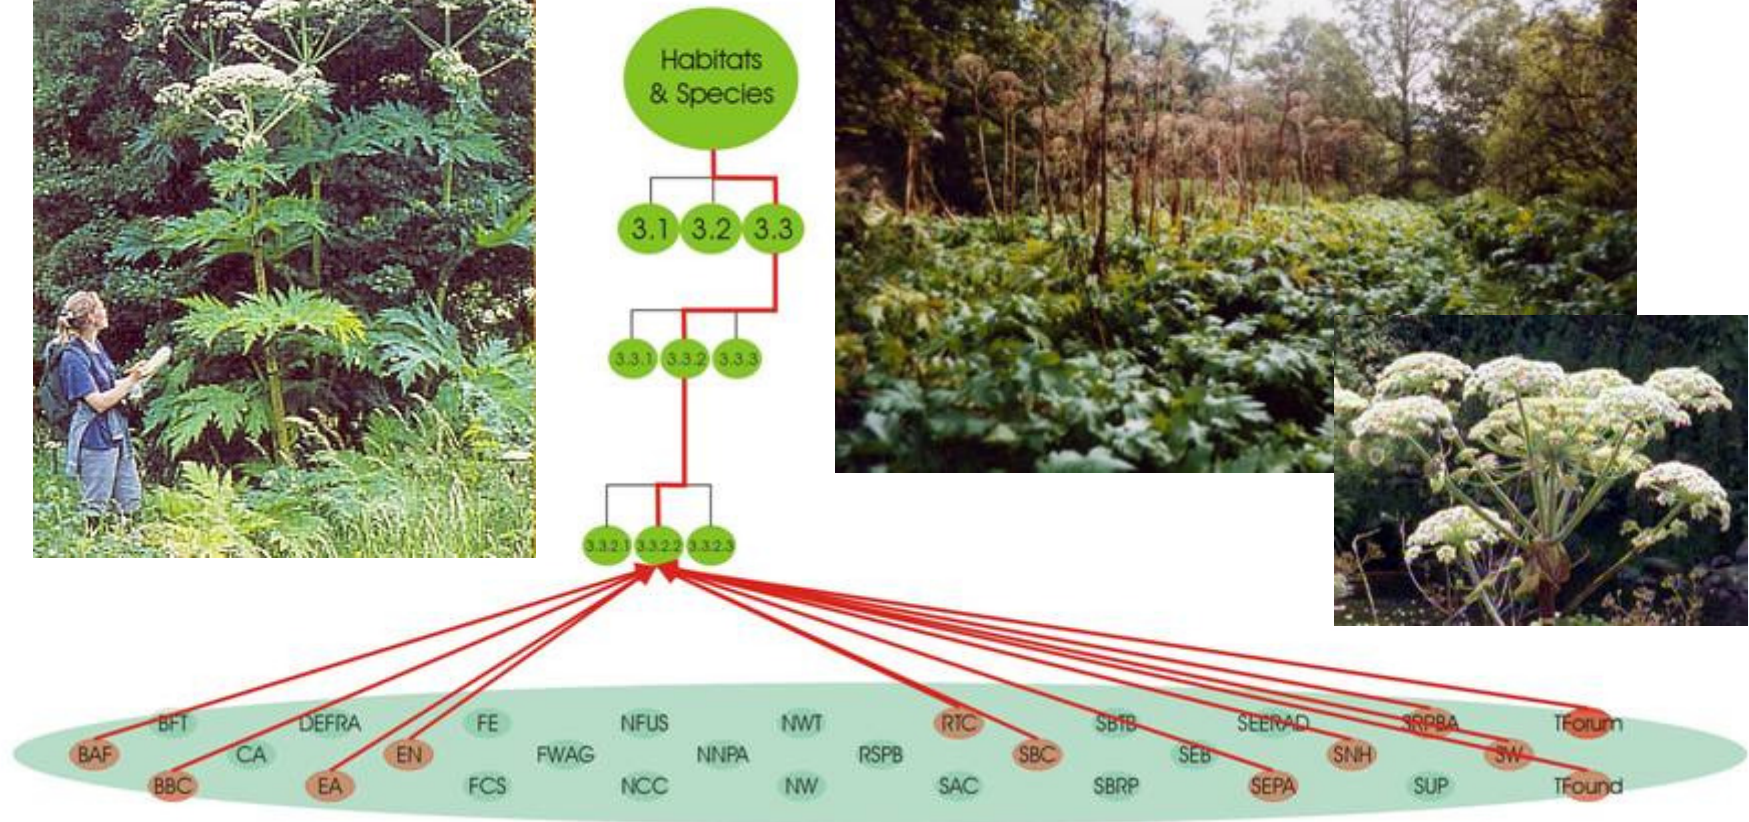 Habitats
& Species
3.1 3.2 3.3
3.3.1 3.3.2 3.3.3
3.3.2.1 3.3.2.2 3.3.2.3
BFT DEFRA FE NFUS NWT RTC SBTB SEERAD SRPBA TForum
BAF CA EN FWAG NNPA RSPB SBC SEB SNH SW
BBC EA FCS NCC NW SAC SBRP SEPA SUP TFound